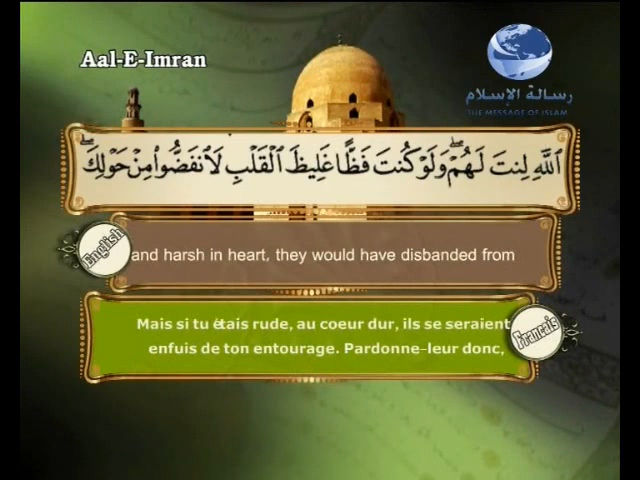 Aal-E-Imran
رسالة الإسلام
THE MESSAGE OF ISLAM
ٱللَّهِ لِنتَ لَهُمۡۖ وَلَوۡ كُنتَ فَظًّا غَلِيظَ ٱلۡقَلۡبِ لَٱنفَضُّوا۟ مِنۡ حَوۡلِكَۖ
English
and harsh in heart, they would have disbanded from
Mais si tu étais rude, au coeur dur, ils se seraient
enfuis de ton entourage. Pardonne-leur donc,
Francais